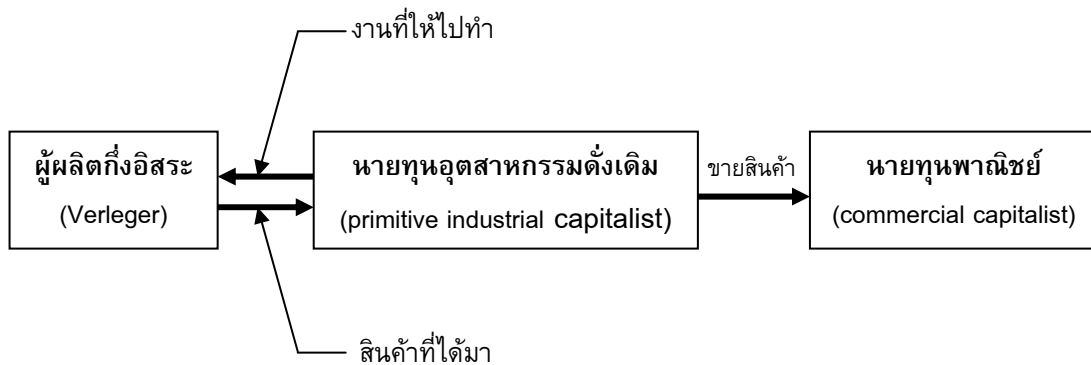 งานที่ให้ไปทำ
ผู้ผลิตกึ่งอิสระ
(Verleger)
นายทุนอุตสาหกรรมดั่งเดิม
(primitive industrial capitalist)
ขายสินค้า
นายทุนพาณิชย์
(commercial capitalist)
สินค้าที่ได้มา